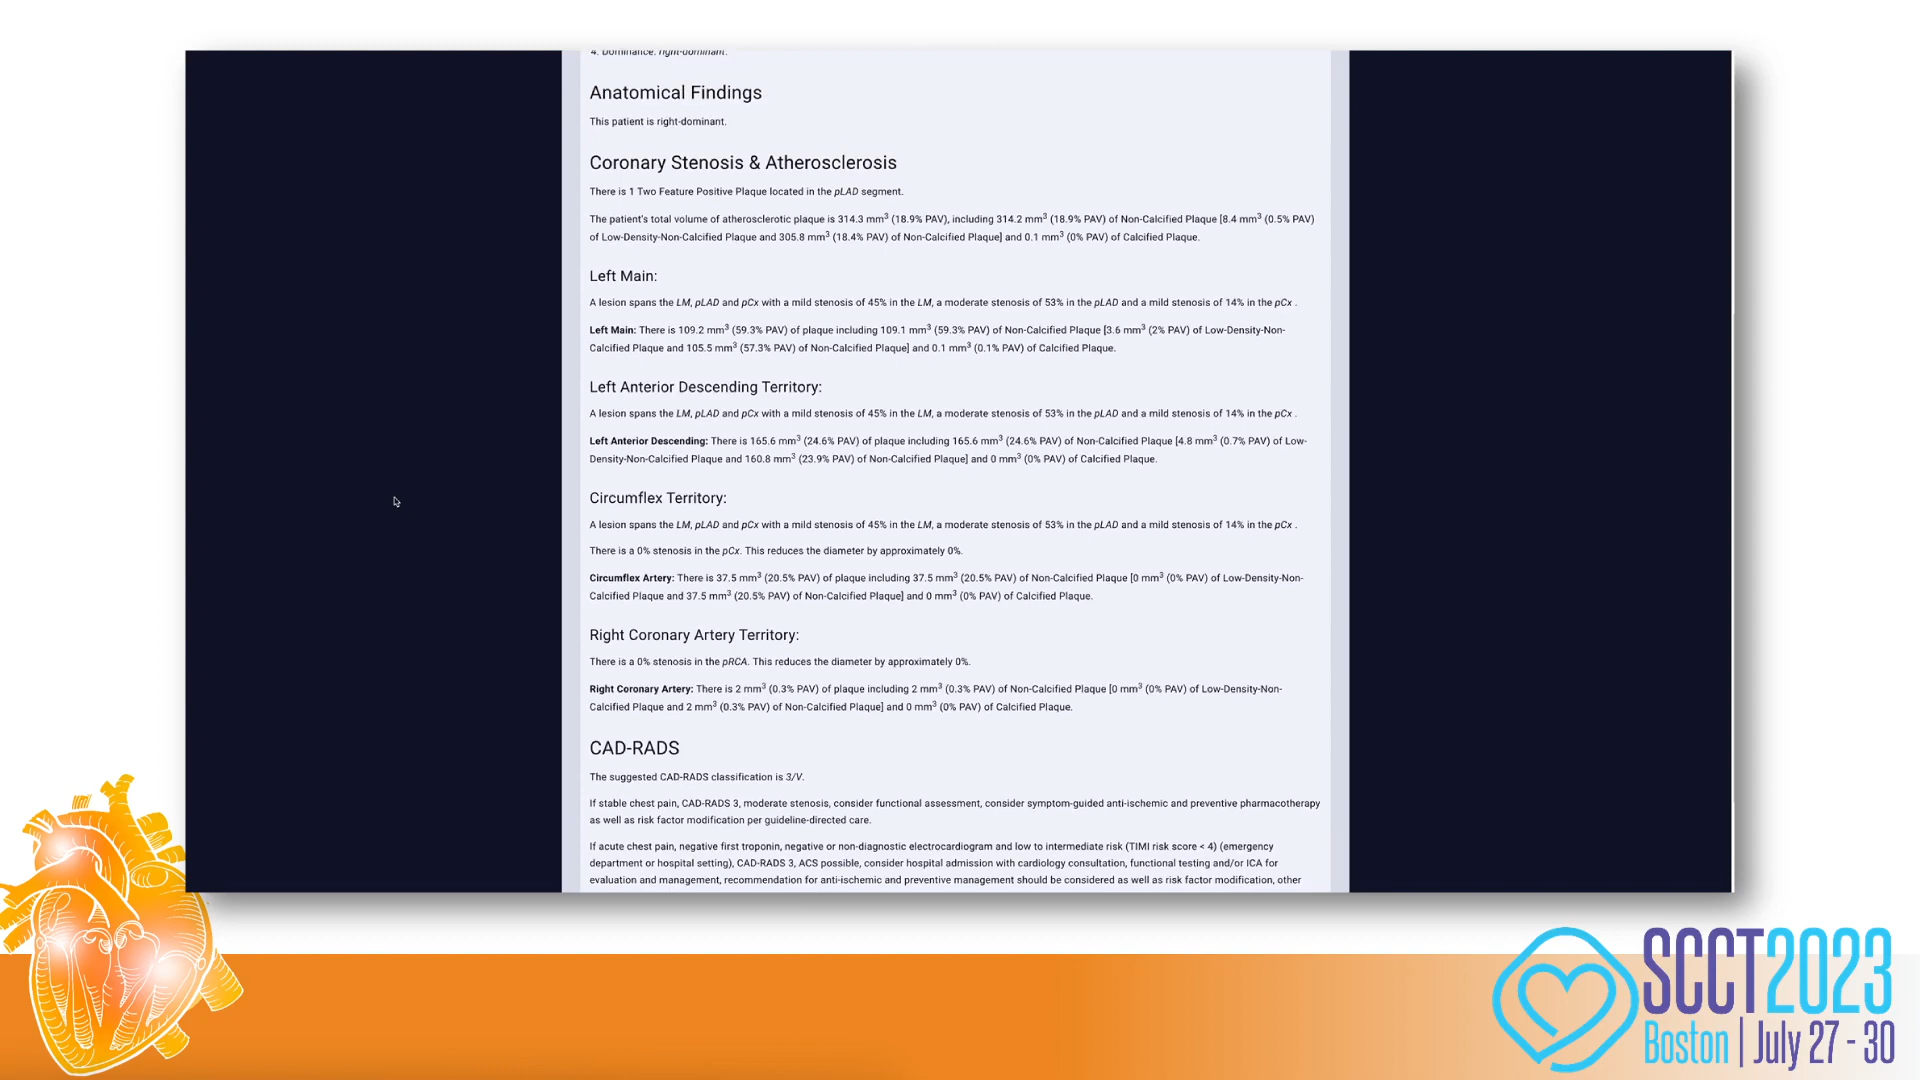 4. Dominance: right-dominant.
Anatomical Findings
This patient is right-dominant.
Coronary Stenosis & Atherosclerosis
There is 1 Two Feature Positive Plaque located in the pLAD segment.
The patient's total volume of atherosclerotic plaque is 314.3 mm³ (18.9% PAV), including 314.2 mm³ (18.9% PAV) of Non-Calcified Plaque [8.4 mm³ (0.5% PAV)
of Low-Density-Non-Calcified Plaque and 305.8 mm³ (18.4% PAV) of Non-Calcified Plaque] and 0.1 mm³ (0% PAV) of Calcified Plaque.
Left Main:
A lesion spans the LM, pLAD and pCx with a mild stenosis of 45% in the LM, a moderate stenosis of 53% in the pLAD and a mild stenosis of 14% in the pCx .
Left Main: There is 109.2 mm³ (59.3% PAV) of plaque including 109.1 mm³ (59.3% PAV) of Non-Calcified Plaque [3.6 mm³ (2% PAV) of Low-Density-Non-
Calcified Plaque and 105.5 mm³ (57.3% PAV) of Non-Calcified Plaque] and 0.1 mm³ (0.1% PAV) of Calcified Plaque.
Left Anterior Descending Territory:
A lesion spans the LM, pLAD and pCx with a mild stenosis of 45% in the LM, a moderate stenosis of 53% in the pLAD and a mild stenosis of 14% in the pCx .
Left Anterior Descending: There is 165.6 mm³ (24.6% PAV) of plaque including 165.6 mm³ (24.6% PAV) of Non-Calcified Plaque [4.8 mm³ (0.7% PAV) of Low-
Density-Non-Calcified Plaque and 160.8 mm³ (23.9% PAV) of Non-Calcified Plaque] and 0 mm³ (0% PAV) of Calcified Plaque.
Circumflex Territory:
A lesion spans the LM, pLAD and pCx with a mild stenosis of 45% in the LM, a moderate stenosis of 53% in the pLAD and a mild stenosis of 14% in the pCx .
There is a 0% stenosis in the pCx. This reduces the diameter by approximately 0%.
Circumflex Artery: There is 37.5 mm³ (20.5% PAV) of plaque including 37.5 mm³ (20.5% PAV) of Non-Calcified Plaque [0 mm³ (0% PAV) of Low-Density-Non-
Calcified Plaque and 37.5 mm³ (20.5% PAV) of Non-Calcified Plaque] and 0 mm³ (0% PAV) of Calcified Plaque.
Right Coronary Artery Territory:
There is a 0% stenosis in the pRCA. This reduces the diameter by approximately 0%.
Right Coronary Artery: There is 2 mm³ (0.3% PAV) of plaque including 2 mm³ (0.3% PAV) of Non-Calcified Plaque [0 mm³ (0% PAV) of Low-Density-Non-
Calcified Plaque and 2 mm³ (0.3% PAV) of Non-Calcified Plaque] and 0 mm³ (0% PAV) of Calcified Plaque.
CAD-RADS
The suggested CAD-RADS classification is 3/V.
If stable chest pain, CAD-RADS 3, moderate stenosis, consider functional assessment, consider symptom-guided anti-ischemic and preventive pharmacotherapy
as well as risk factor modification per guideline-directed care.
If acute chest pain, negative first troponin, negative or non-diagnostic electrocardiogram and low to intermediate risk (TIMI risk score < 4) (emergency
department or hospital setting), CAD-RADS 3, ACS possible, consider hospital admission with cardiology consultation, functional testing and/or ICA for
evaluation and management, recommendation for anti-ischemic and preventive management should be considered as well as risk factor modification, other
SCCT2023
Boston | July 27 - 30